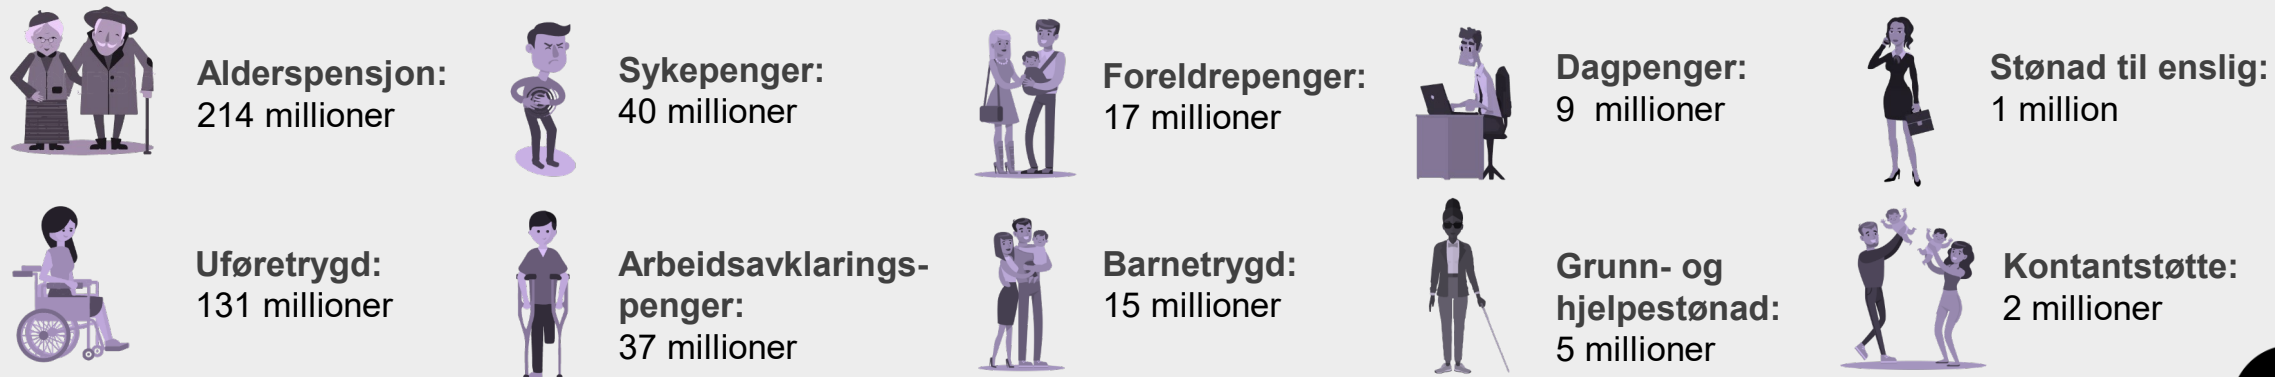 Alderspensjon:
214 millioner
Sykepenger:
40 millioner
Foreldrepenger:
17 millioner
Dagpenger:
9  millioner
Stønad til enslig:
1 million
Uføretrygd:
131 millioner
Arbeidsavklarings-
penger:
37 millioner
Barnetrygd:
15 millioner
Grunn- og
hjelpestønad:
5 millioner
Kontantstøtte:
2 millioner